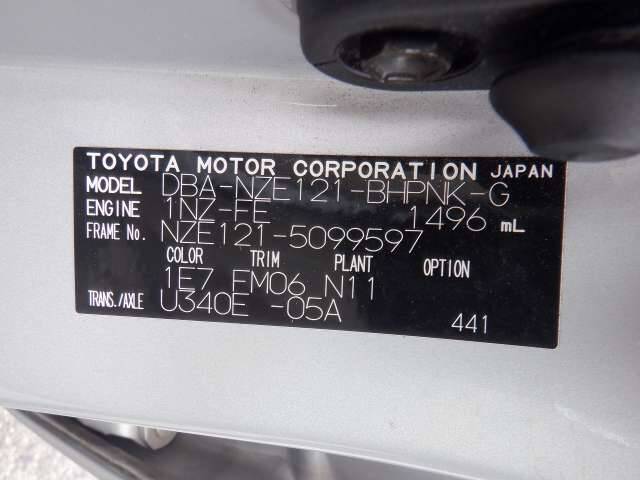 TOYOTA MOTOR CORPORATION JAPAN
MODEL DBA-NZE121-BHPNK-G
ENGINE 1NZ-FE 1496 mL
FRAME No. NZE121-5099597
COLOR TRIM PLANT OPTION
1E7 FM06 N11
TRANS./AXLE U340E -05A
441